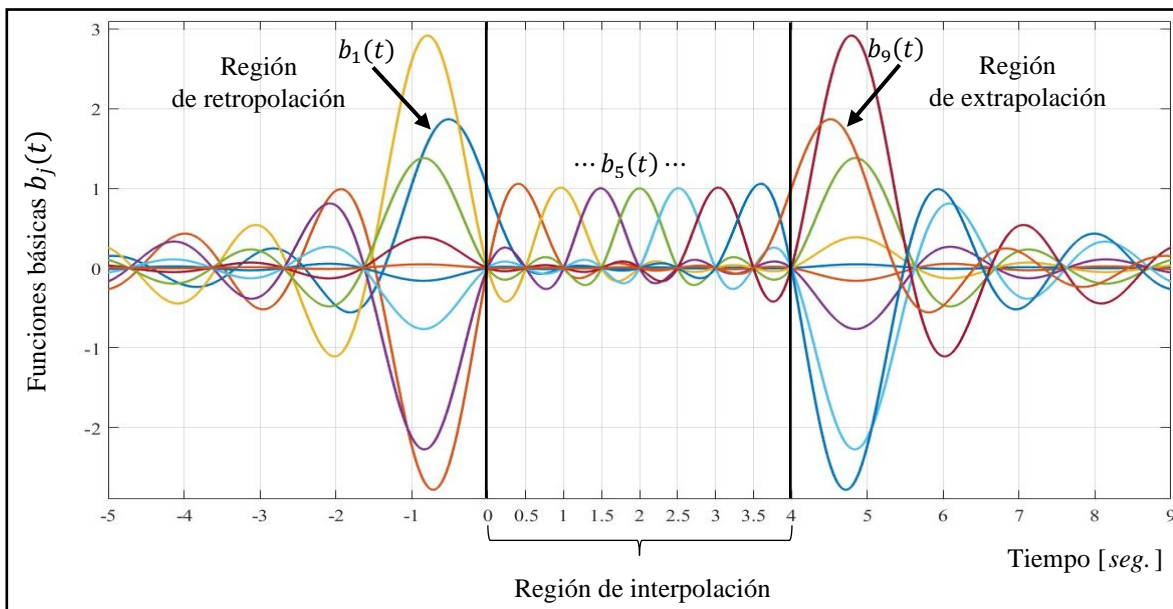 3
2
1
0
-1
-2
Funciones básicas b_j(t)
Región
de retropolación
b_1(t)
⋯ b_5(t) ⋯
b_9(t)
Región
de extrapolación
-5 -4 -3 -2 -1 0 0.5 1 1.5 2 2.5 3 3.5 4 5 6 7 8 9
Tiempo [seg.]
Región de interpolación